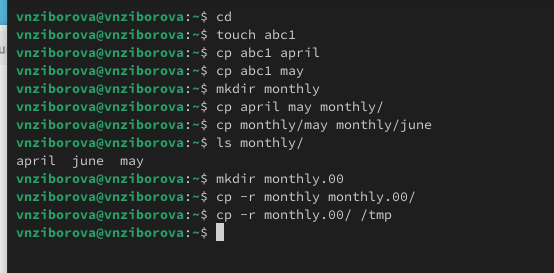 vnziborova@vnziborova:~$ cd
vnziborova@vnziborova:~$ touch abc1
vnziborova@vnziborova:~$ cp abc1 april
vnziborova@vnziborova:~$ cp abc1 may
vnziborova@vnziborova:~$ mkdir monthly
vnziborova@vnziborova:~$ cp april may monthly/
vnziborova@vnziborova:~$ cp monthly/may monthly/june
vnziborova@vnziborova:~$ ls monthly/
april  june  may
vnziborova@vnziborova:~$ mkdir monthly.00
vnziborova@vnziborova:~$ cp -r monthly monthly.00/
vnziborova@vnziborova:~$ cp -r monthly.00/ /tmp
vnziborova@vnziborova:~$